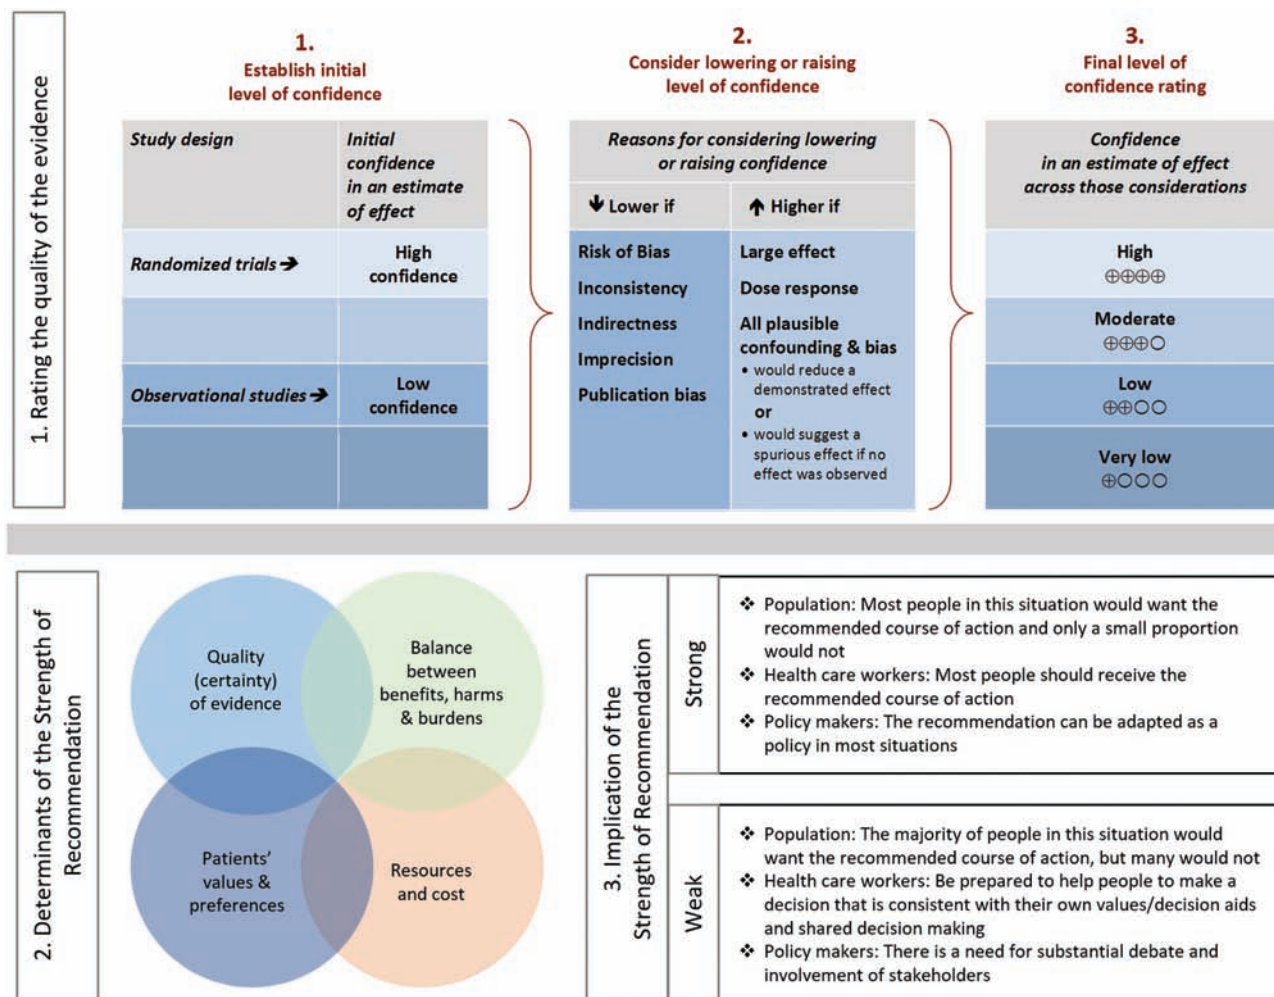 1. Rating the quality of the evidence
1.
Establish initial
level of confidence
Study design
Initial
confidence
in an estimate
of effect
Randomized trials ➔
High
confidence
Observational studies ➔
Low
confidence
2.
Consider lowering or raising
level of confidence
Reasons for considering lowering
or raising confidence
🡻 Lower if
🡹 Higher if
Risk of Bias
Inconsistency
Indirectness
Imprecision
Publication bias
Large effect
Dose response
All plausible
confounding & bias
• would reduce a
demonstrated effect
or
• would suggest a
spurious effect if no
effect was observed
3.
Final level of
confidence rating
Confidence
in an estimate of effect
across those considerations
High
⊕⊕⊕⊕
Moderate
⊕⊕⊕○
Low
⊕⊕○○
Very low
⊕○○○
2. Determinants of the Strength of
Recommendation
Quality
(certainty)
of evidence
Balance
between
benefits, harms
& burdens
Patients’
values &
preferences
Resources
and cost
3. Implication of the
Strength of Recommendation
Strong
❖ Population: Most people in this situation would want the
recommended course of action and only a small proportion
would not
❖ Health care workers: Most people should receive the
recommended course of action
❖ Policy makers: The recommendation can be adapted as a
policy in most situations
Weak
❖ Population: The majority of people in this situation would
want the recommended course of action, but many would not
❖ Health care workers: Be prepared to help people to make a
decision that is consistent with their own values/decision aids
and shared decision making
❖ Policy makers: There is a need for substantial debate and
involvement of stakeholders